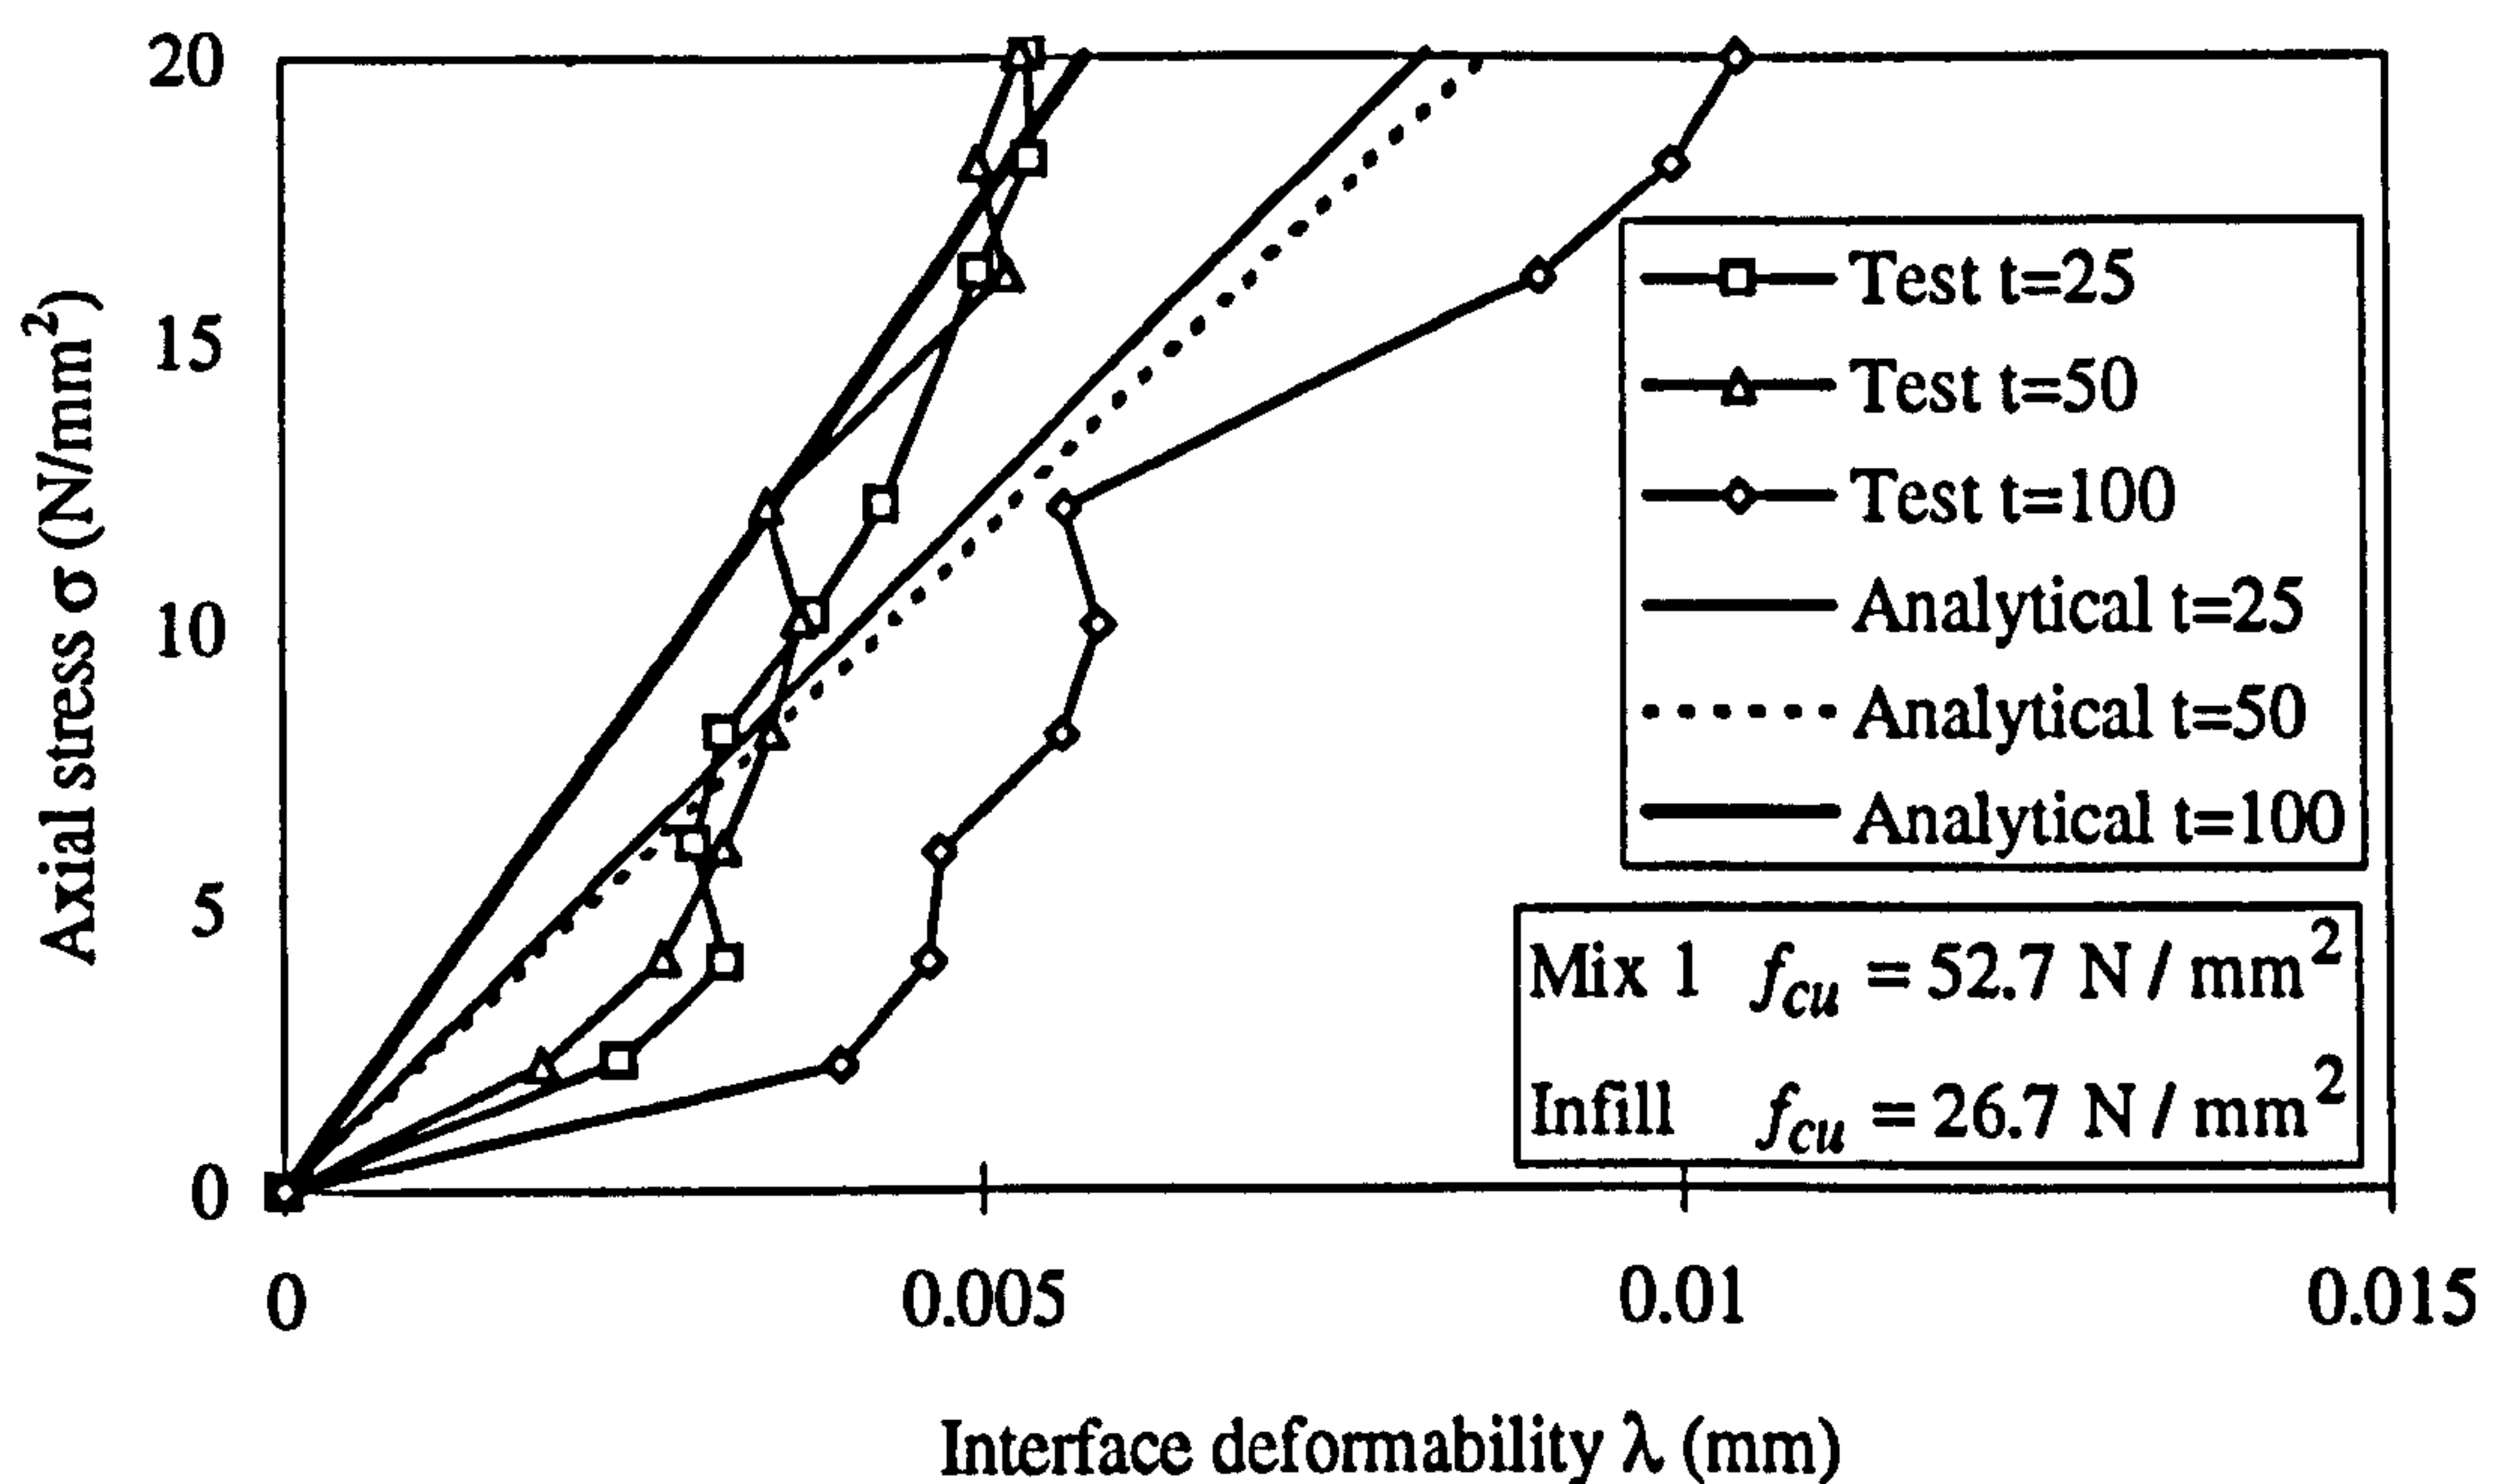 20
15
10
5
0
Axial stress σ (N/mm²)
Test t=25
Test t=50
Test t=100
Analytical t=25
Analytical t=50
Analytical t=100
Mix 1 fcu = 52.7 N / mm²
Infill fcu = 26.7 N / mm²
0 0.005 0.01 0.015
Interface deformability λ (mm)